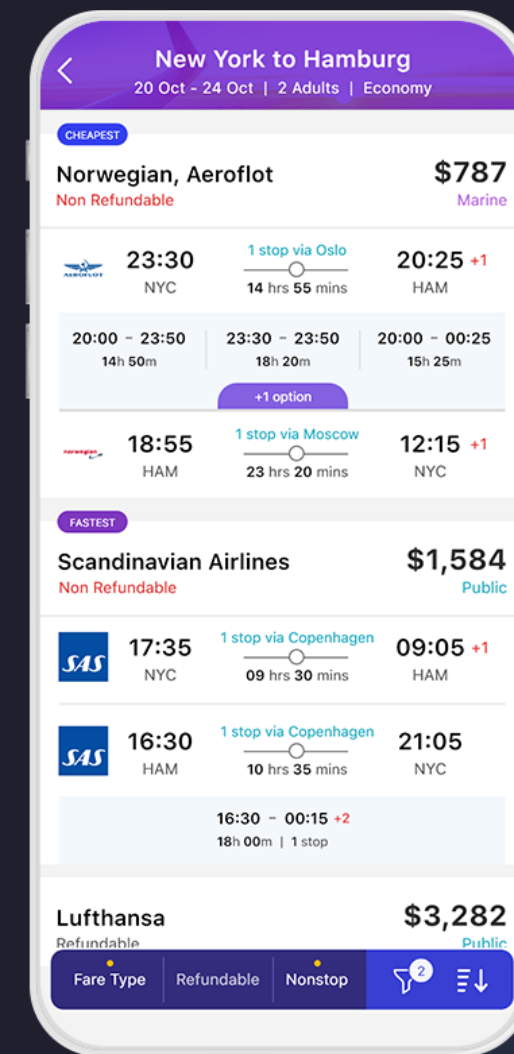 New York to Hamburg
20 Oct - 24 Oct | 2 Adults | Economy
CHEAPEST
Norwegian, Aeroflot $787
Non Refundable Marine
1 stop via Oslo
AEROFLOT 23:30 20:25 +1
NYC 14 hrs 55 mins HAM
20:00 - 23:50 23:30 - 23:50 20:00 - 00:25
14h 50m 18h 20m 15h 25m
+1 option
1 stop via Moscow
norwegian 18:55 12:15 +1
HAM 23 hrs 20 mins NYC
FASTEST
Scandinavian Airlines $1,584
Non Refundable Public
1 stop via Copenhagen
SAS 17:35 09:05 +1
NYC 09 hrs 30 mins HAM
1 stop via Copenhagen
SAS 16:30 21:05
HAM 10 hrs 35 mins NYC
16:30 - 00:15 +2
18h 00m | 1 stop
Lufthansa $3,282
Refundable Public
Fare Type Refundable Nonstop 2